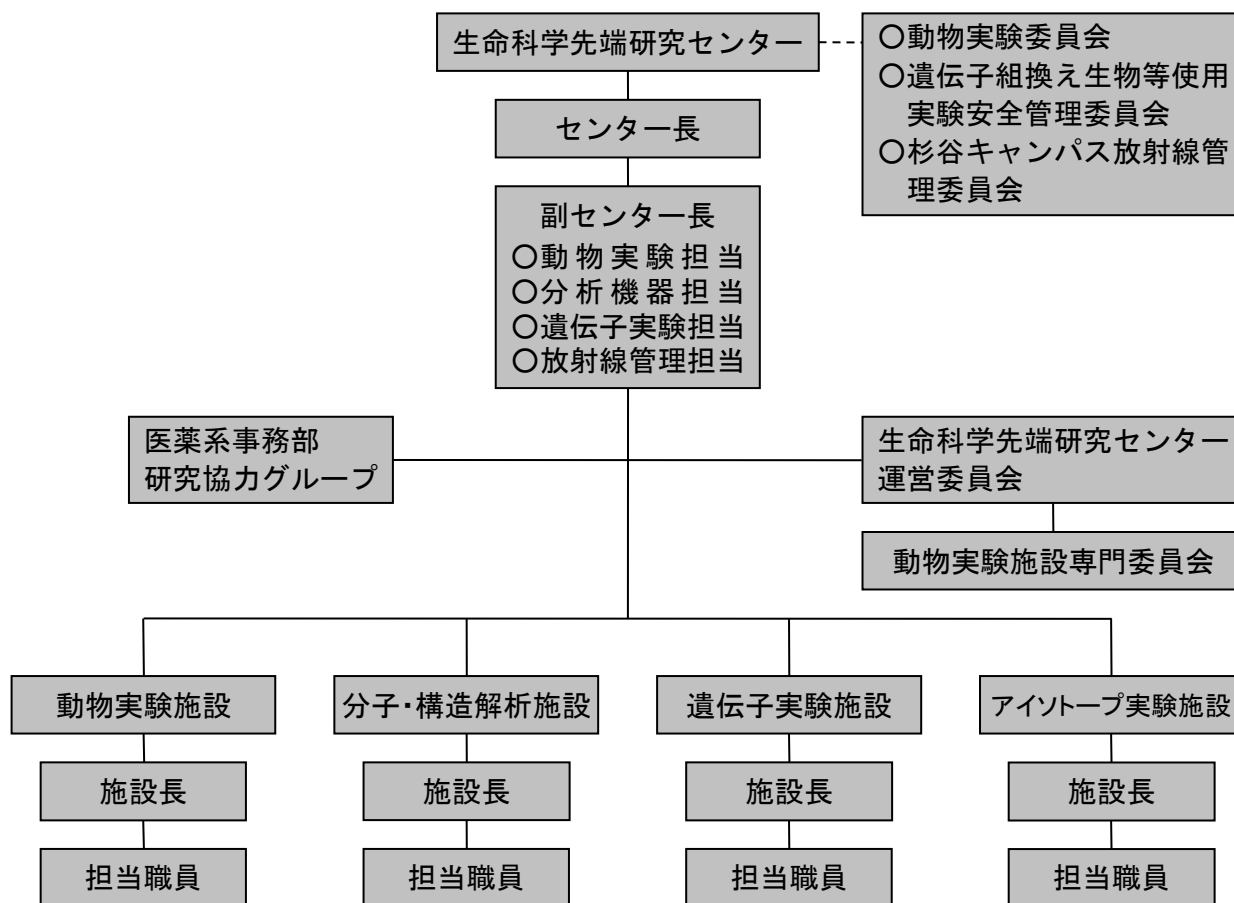 生命科学先端研究センター
○動物実験委員会
○遺伝子組換え生物等使用
実験安全管理委員会
○杉谷キャンパス放射線管
理委員会
センター長
副センター長
○動物実験担当
○分析機器担当
○遺伝子実験担当
○放射線管理担当
医薬系事務部
研究協力グループ
生命科学先端研究センター
運営委員会
動物実験施設専門委員会
動物実験施設
分子・構造解析施設
遺伝子実験施設
アイソトープ実験施設
施設長
施設長
施設長
施設長
担当職員
担当職員
担当職員
担当職員